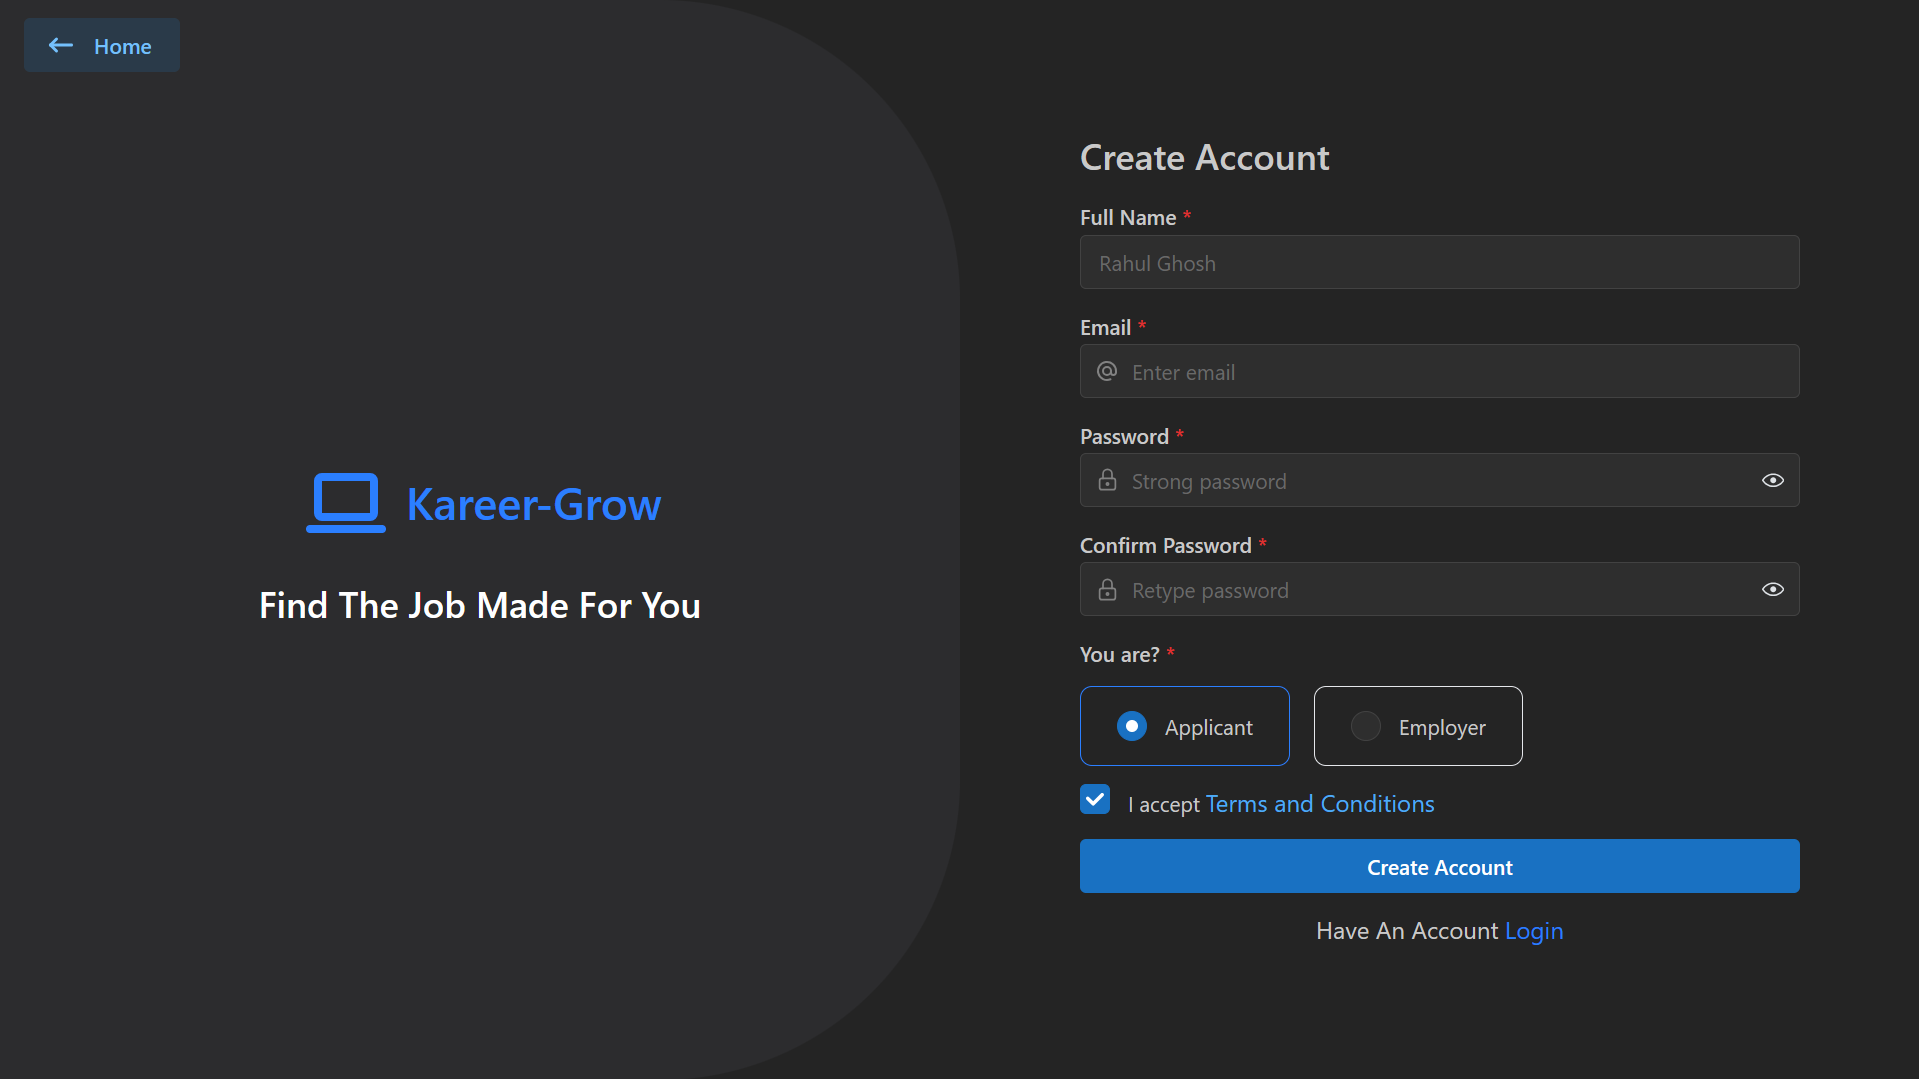 Home
Kareer-Grow
Find The Job Made For You
Create Account
Full Name *
Rahul Ghosh
Email *
Enter email
Password *
Strong password
Confirm Password *
Retype password
You are? *
Applicant
Employer
I accept Terms and Conditions
Create Account
Have An Account Login